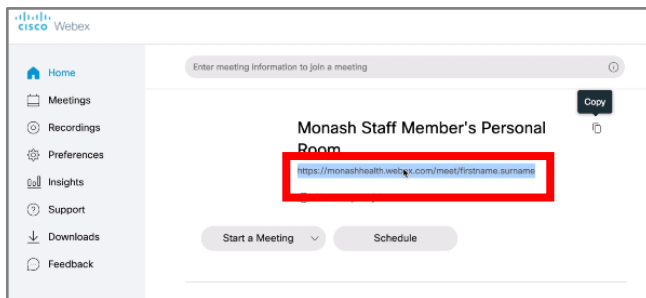 CISCO Webex
Enter meeting information to join a meeting
Home
Meetings
Recordings
Preferences
Insights
Support
Downloads
Feedback
Copy
Monash Staff Member's Personal
Room
https://monashhealth.webex.com/meet/firstname.surname
Start a Meeting
Schedule